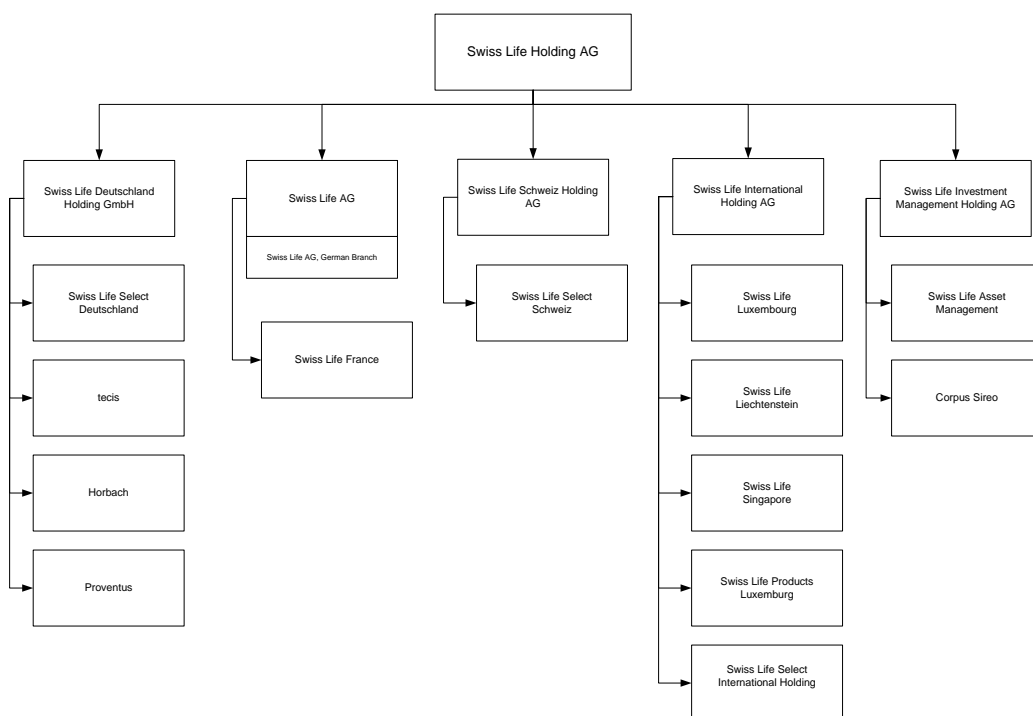 Swiss Life Holding AG
Swiss Life Deutschland
Holding GmbH
Swiss Life AG
Swiss Life AG, German Branch
Swiss Life Schweiz Holding
AG
Swiss Life International
Holding AG
Swiss Life Investment
Management Holding AG
Swiss Life Select
Deutschland
Swiss Life France
Swiss Life Select
Schweiz
Swiss Life
Luxembourg
Swiss Life Asset
Management
tecis
Swiss Life
Liechtenstein
Corpus Sireo
Horbach
Swiss Life
Singapore
Proventus
Swiss Life Products
Luxemburg
Swiss Life Select
International Holding